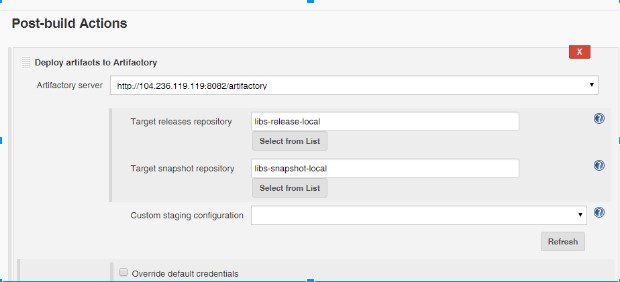 Post-build Actions
X
Deploy artifacts to Artifactory
Artifactory server http://104.236.119.119:8082/artifactory
Target releases repository libs-release-local
Select from List
Target snapshot repository libs-snapshot-local
Select from List
Custom staging configuration
Refresh
Override default credentials